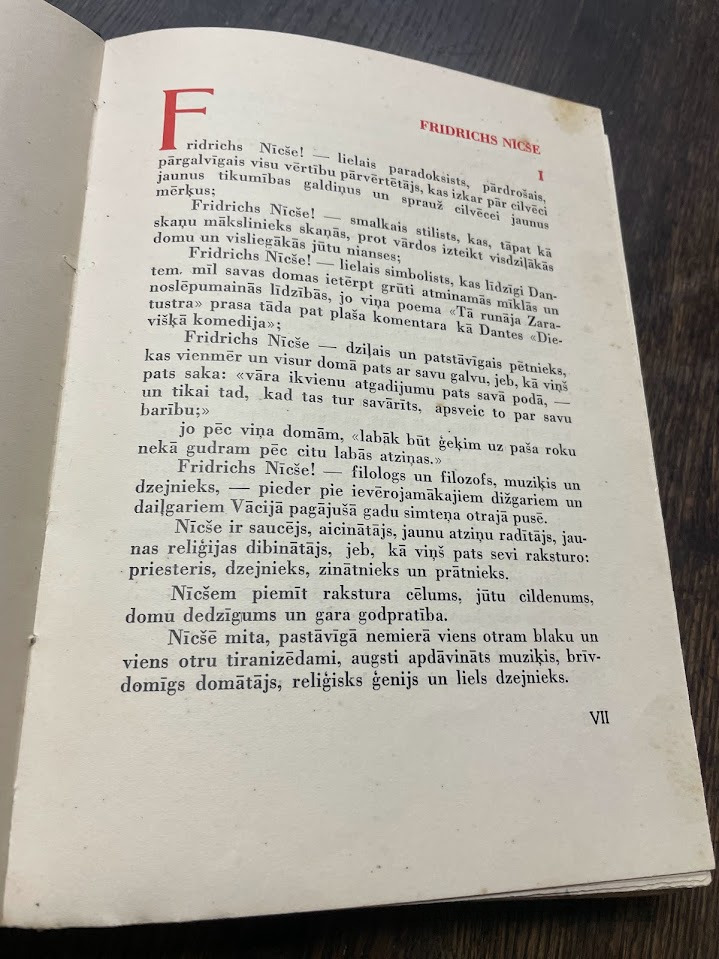 FRIDRICHS NĪCŠE
I
Fridrichs Nīcše! — lielais paradoksists, pārdrošais,
pārgalvīgais visu vērtību pārvērtētājs, kas izkar pār cilvēci
jaunus tikumības galdiņus un sprauž cilvēcei jaunus
mērķus;
Fridrichs Nīcše! — smalkais stilists, kas, tāpat kā
skaņu mākslinieks skaņās, prot vārdos izteikt visdziļākās
domu un visliegākās jūtu nianses;
Fridrichs Nīcše! — lielais simbolists, kas līdzīgi Dan-
tem. mīl savas domas ietērpt grūti atminamās mīklās un
noslēpumainās līdzībās, jo viņa poema «Tā runāja Zara-
tustra» prasa tāda pat plaša komentara kā Dantes «Die-
višķā komedija»;
Fridrichs Nīcše — dziļais un patstāvīgais pētnieks,
kas vienmēr un visur domā pats ar savu galvu, jeb, kā viņš
pats saka: «vāra ikvienu atgadijumu pats savā podā, —
un tikai tad, kad tas tur savārīts, apsveic to par savu
barību;»
jo pēc viņa domām, «labāk būt ģeķim uz paša roku
nekā gudram pēc citu labās atziņas.»
Fridrichs Nīcše! — filologs un filozofs, muziķis un
dzejnieks, — pieder pie ievērojamākajiem dižgariem un
daiļgariem Vācijā pagājušā gadu simteņa otrajā pusē.
Nīcše ir saucējs, aicinātājs, jaunu atziņu radītājs, jau-
nas reliģijas dibinātājs, jeb, kā viņš pats sevi raksturo:
priesteris, dzejnieks, zinātnieks un prātnieks.
Nīcšem piemīt rakstura cēlums, jūtu cildenums,
domu dedzīgums un gara godpratība.
Nīcšē mita, pastāvīgā nemierā viens otram blaku un
viens otru tiranizēdami, augsti apdāvināts muziķis, brīv-
domīgs domātājs, reliģisks ģenijs un liels dzejnieks.
VII